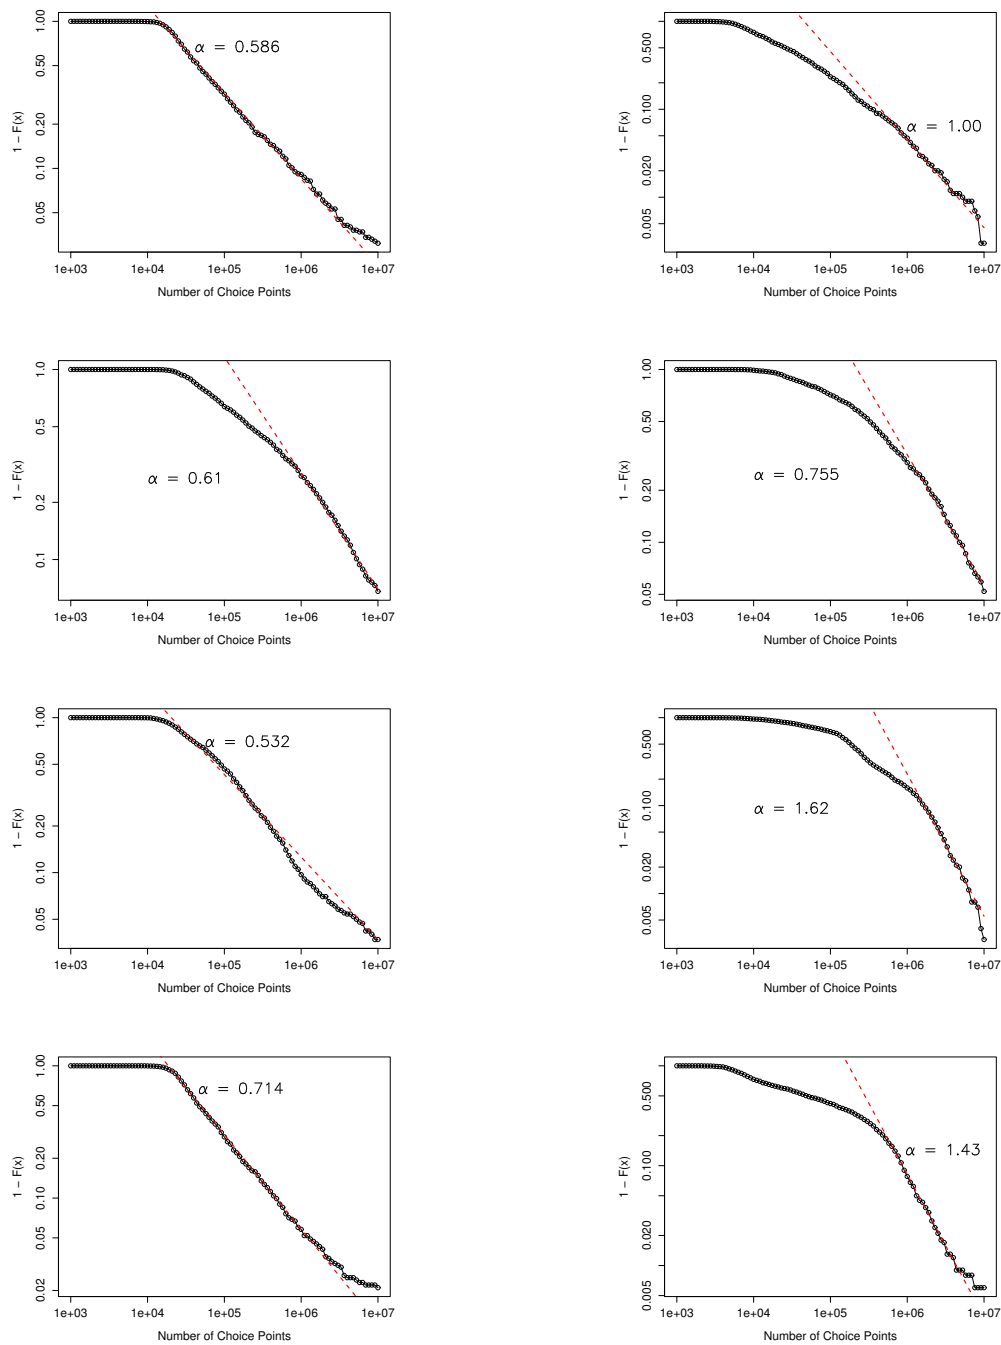 1.00
0.50
0.20
0.10
0.05
1 − F(x)
α = 0.586
1e+03 1e+04 1e+05 1e+06 1e+07
Number of Choice Points
0.500
0.100
0.020
0.005
1 − F(x)
α = 1.00
1e+03 1e+04 1e+05 1e+06 1e+07
Number of Choice Points
1.0
0.5
0.2
0.1
1 − F(x)
α = 0.61
1e+03 1e+04 1e+05 1e+06 1e+07
Number of Choice Points
1.00
0.50
0.20
0.10
0.05
1 − F(x)
α = 0.755
1e+03 1e+04 1e+05 1e+06 1e+07
Number of Choice Points
1.00
0.50
0.20
0.10
0.05
1 − F(x)
α = 0.532
1e+03 1e+04 1e+05 1e+06 1e+07
Number of Choice Points
0.500
0.100
0.020
0.005
1 − F(x)
α = 1.62
1e+03 1e+04 1e+05 1e+06 1e+07
Number of Choice Points
1.00
0.50
0.20
0.10
0.05
0.02
1 − F(x)
α = 0.714
1e+03 1e+04 1e+05 1e+06 1e+07
Number of Choice Points
0.500
0.100
0.020
0.005
1 − F(x)
α = 1.43
1e+03 1e+04 1e+05 1e+06 1e+07
Number of Choice Points